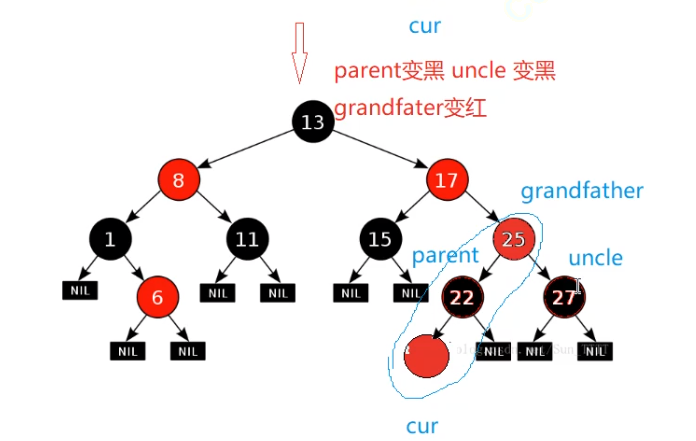 cur
parent变黑 uncle 变黑
grandfater变红
13
8
17
grandfather
1
11
15
25
parent
uncle
NIL
6
NIL
NIL
NIL
NIL
22
27
NIL
NIL
NIL
NIL
NIL
cur